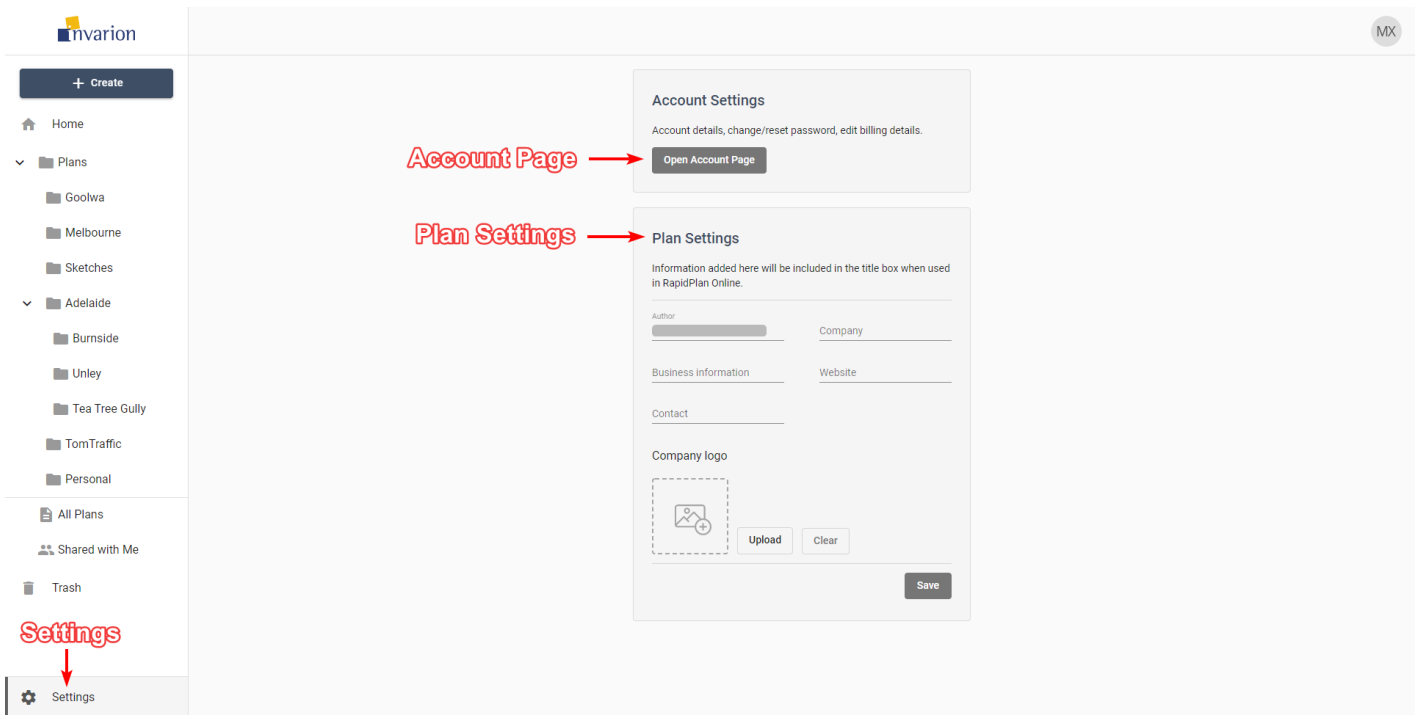 invarion
MX
+ Create
Home
Plans
Goolwa
Melbourne
Sketches
Adelaide
Burnside
Unley
Tea Tree Gully
TomTraffic
Personal
All Plans
Shared with Me
Trash
Settings
Settings
Account Settings
Account details, change/reset password, edit billing details.
Account Page
Open Account Page
Plan Settings
Plan Settings
Information added here will be included in the title box when used
in RapidPlan Online.
Author
Company
Business information
Website
Contact
Company logo
Upload
Clear
Save